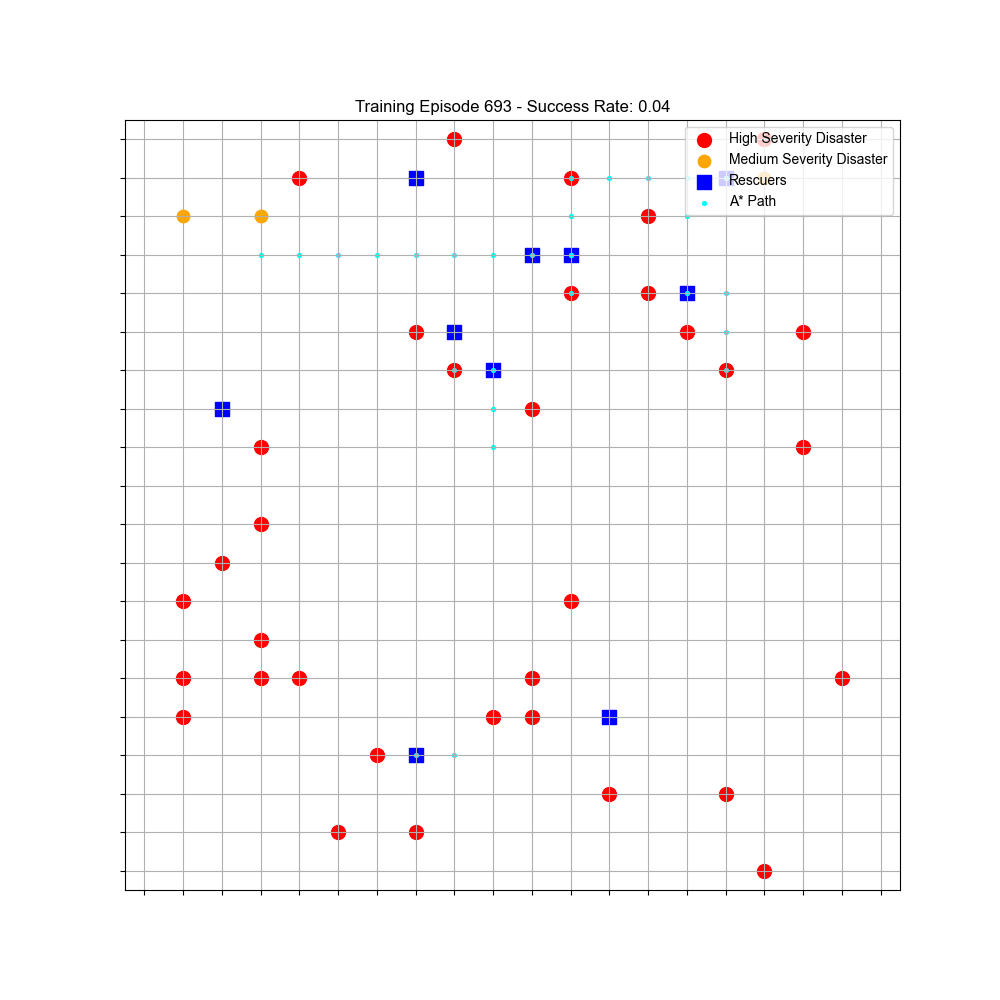 Training Episode 693 - Success Rate: 0.04
High Severity Disaster
Medium Severity Disaster
Rescuers
A* Path